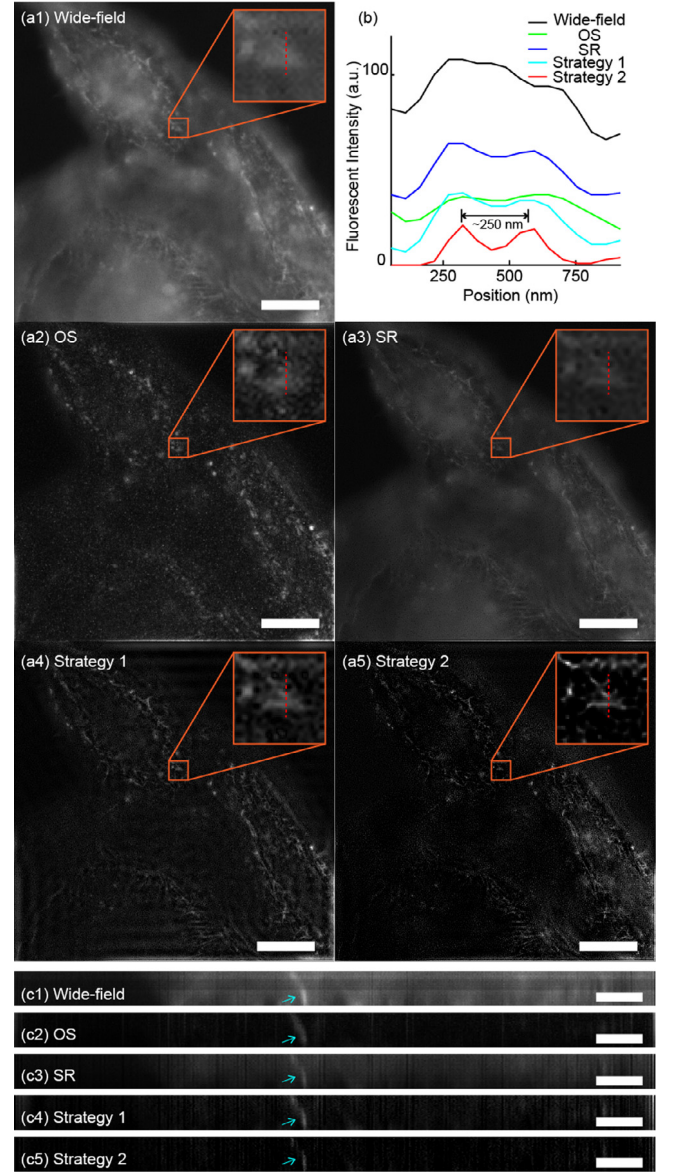 (a1) Wide-field
(b)
Wide-field
OS
SR
Strategy 1
Strategy 2
100
0
Fluorescent Intensity (a.u.)
~250 nm
250
500
750
Position (nm)
(a2) OS
(a3) SR
(a4) Strategy 1
(a5) Strategy 2
(c1) Wide-field
(c2) OS
(c3) SR
(c4) Strategy 1
(c5) Strategy 2